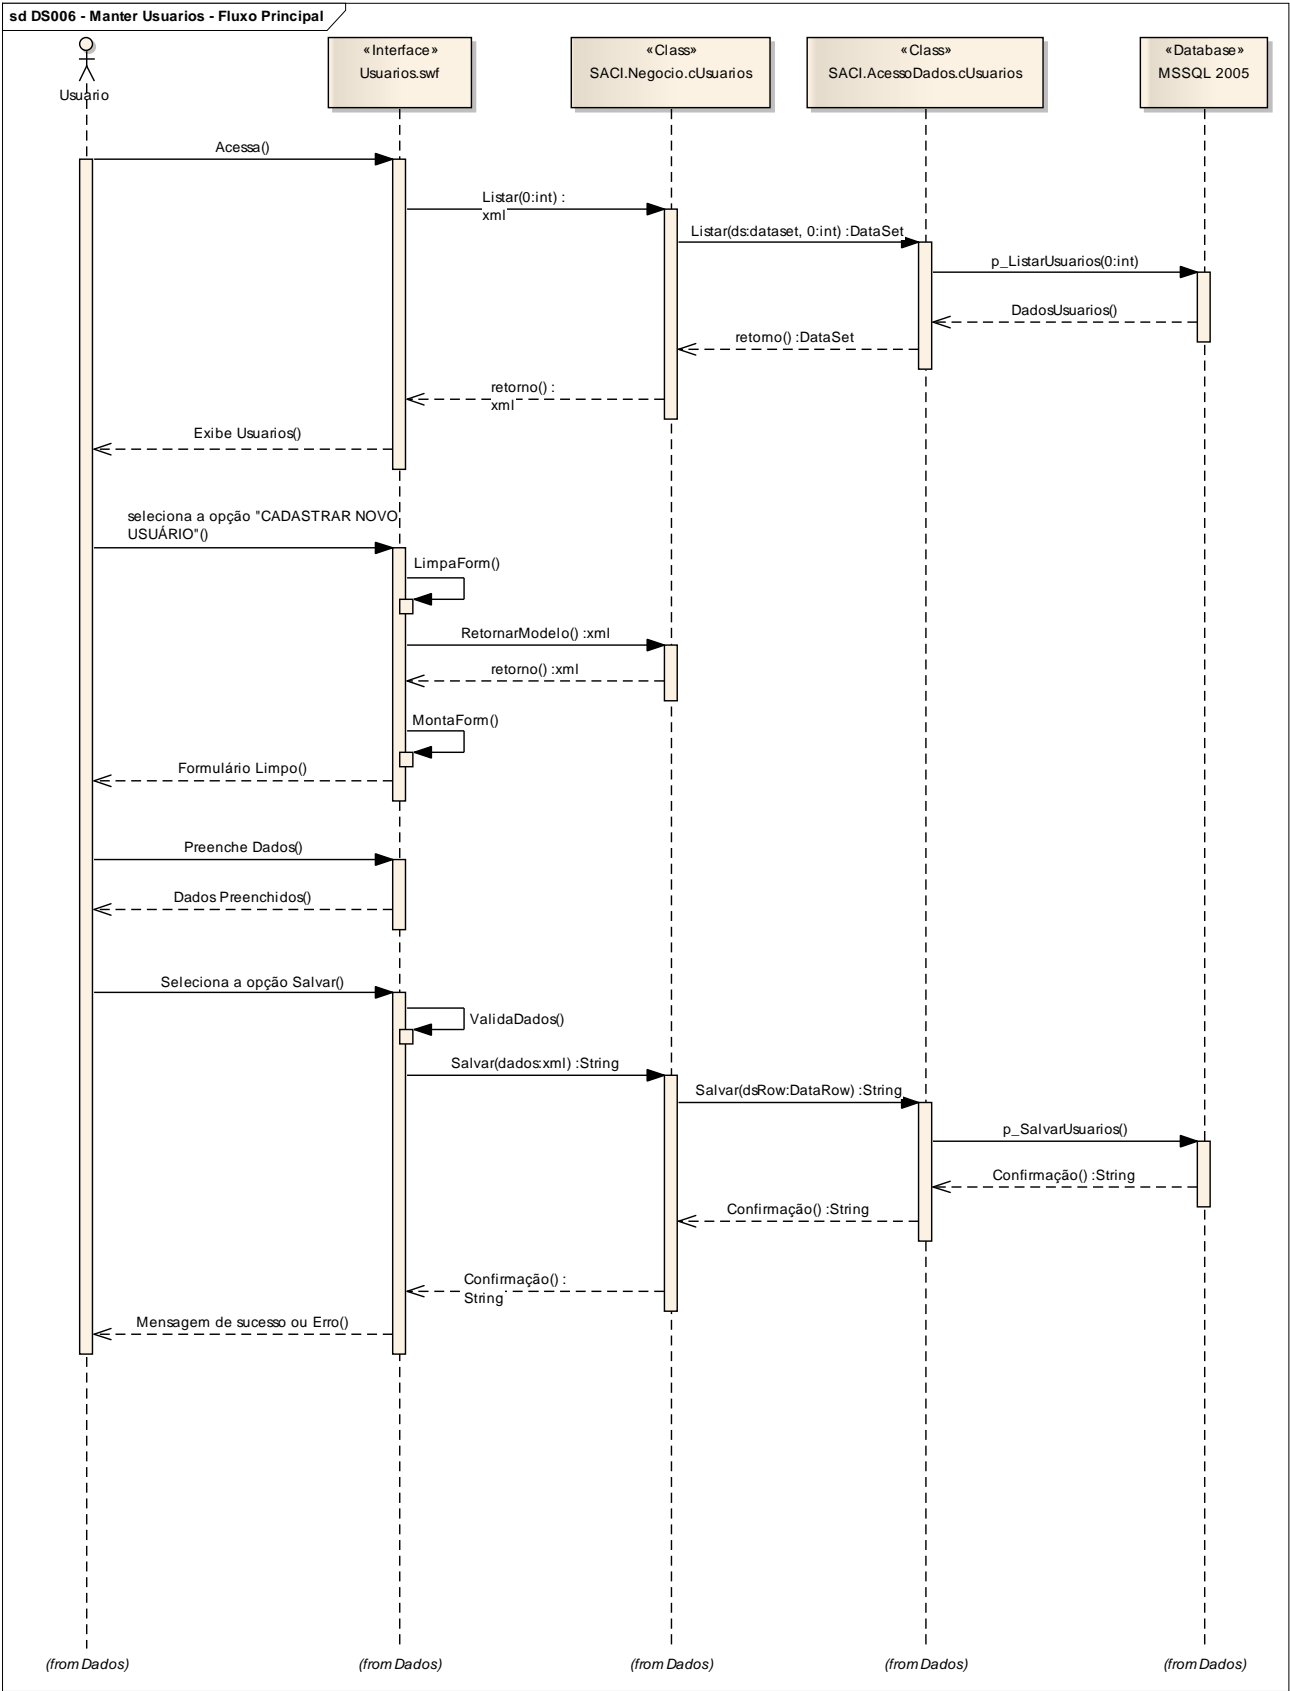 sd DS006 - Manter Usuarios - Fluxo Principal
Usuario
«Interface»
Usuarios.swf
«Class»
SACI.Negocio.cUsuarios
«Class»
SACI.AcessoDados.cUsuarios
«Database»
MSSQL 2005
Acessa()
Listar(0:int) :
xml
Listar(ds:dataset, 0:int) :DataSet
p_ListarUsuarios(0:int)
DadosUsuarios()
retorno() :DataSet
retorno() :
xml
Exibe Usuarios()
seleciona a opção "CADASTRAR NOVO
USUÁRIO"()
LimpaForm()
RetornarModelo() :xml
retorno() :xml
MontaForm()
Formulário Limpo()
Preenche Dados()
Dados Preenchidos()
Seleciona a opção Salvar()
ValidaDados()
Salvar(dados:xml) :String
Salvar(dsRow:DataRow) :String
p_SalvarUsuarios()
Confirmação() :String
Confirmação() :String
Confirmação() :
String
Mensagem de sucesso ou Erro()
(from Dados)
(from Dados)
(from Dados)
(from Dados)
(from Dados)